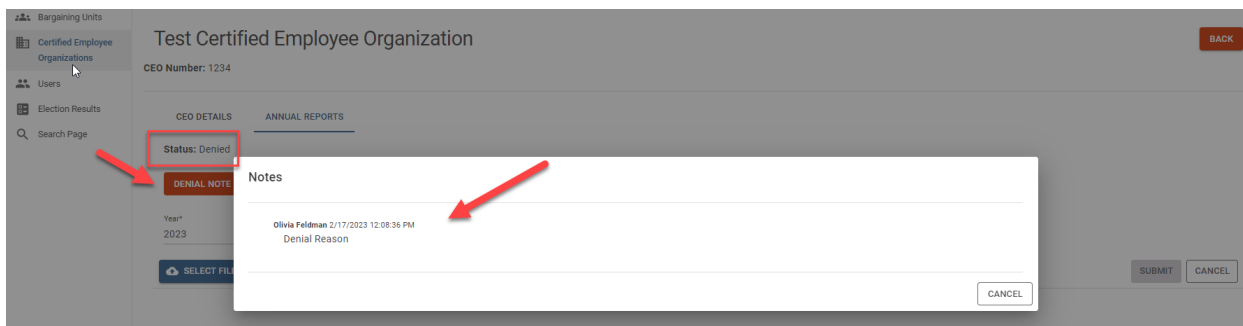 Bargaining Units
Certified Employee
Organizations
Users
Election Results
Search Page
Test Certified Employee Organization
BACK
CEO Number: 1234
CEO DETAILS
ANNUAL REPORTS
Status: Denied
DENIAL NOTE
Year*
2023
SELECT FIL
Notes
Olivia Feldman 2/17/2023 12:08:36 PM
Denial Reason
CANCEL
SUBMIT
CANCEL